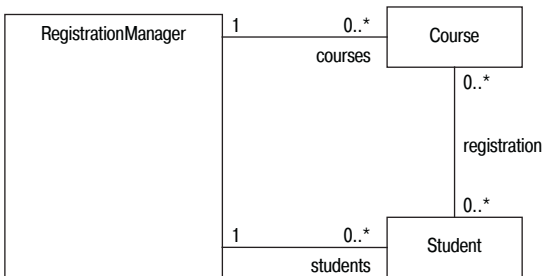 RegistrationManager
1
0..*
courses
Course
0..*
registration
0..*
1
0..*
students
Student